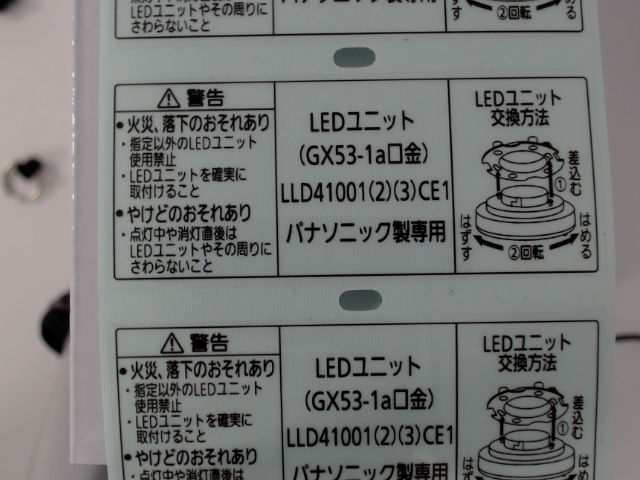 LEDユニットやその周りに
さわらないこと
パナソニック製専用
はずす
②回転
はめる
警告
●火災、落下のおそれあり
・指定以外のLEDユニット
使用禁止
・LEDユニットを確実に
取付けること
●やけどのおそれあり
・点灯中や消灯直後は
LEDユニットやその周りに
さわらないこと
LEDユニット
(GX53-1a口金)
LLD41001(2)(3)CE1
パナソニック製専用
LEDユニット
交換方法
差込む
①
はずす
②回転
はめる
警告
●火災、落下のおそれあり
・指定以外のLEDユニット
使用禁止
・LEDユニットを確実に
取付けること
●やけどのおそれあり
・点灯中や消灯直後は
LEDユニット
(GX53-1a口金)
LLD41001(2)(3)CE1
パナソニック製専用
LEDユニット
交換方法
差込む
①